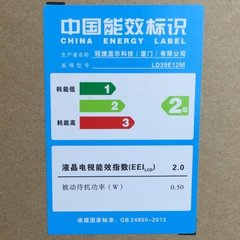 中国能效标识
CHINA ENERGY LABEL
生产者名称 冠捷显示科技（厦门）有限公司
规格型号 LD39E12M
耗能低
1
2
2级
耗能高
3
液晶电视能效指数(EEI LCD) 2.0
被动待机功率（W） 0.50
依据国家标准：GB 24850-2013